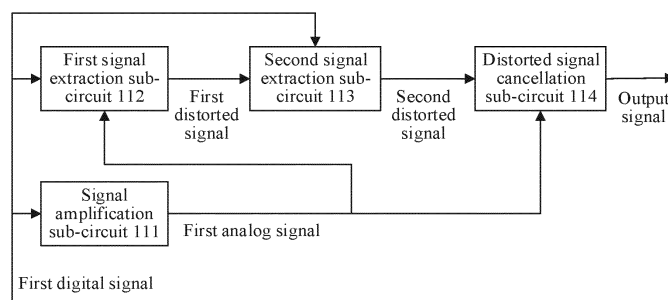 First signal
extraction sub-
circuit 112
First
distorted
signal
Second signal
extraction sub-
circuit 113
Second
distorted signal
Distorted signal
cancellation
sub-circuit 114
Output
signal
Signal
amplification
sub-circuit 111
First analog signal
First digital signal